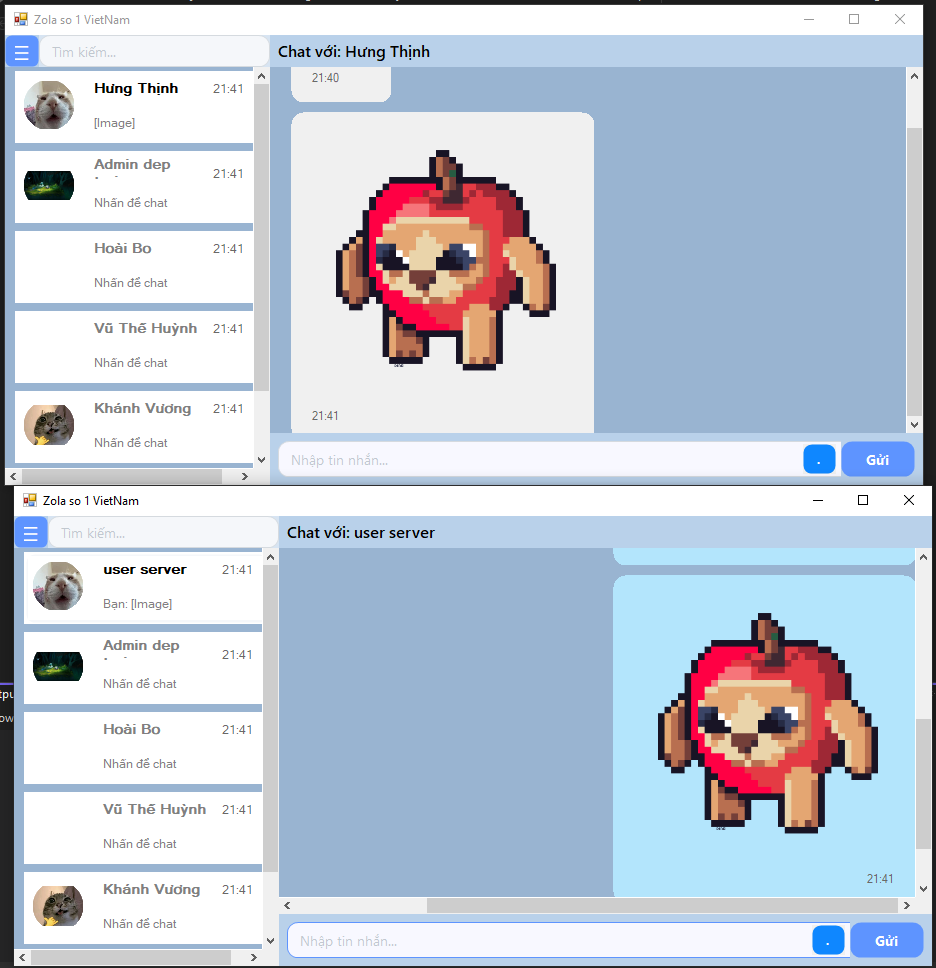 Zola so 1 VietNam
Tìm kiếm...
Chat với: Hưng Thịnh
Hưng Thịnh 21:41
[Image]
Admin dep 21:41
Nhấn để chat
Hoài Bo 21:41
Nhấn để chat
Vũ Thế Huỳnh 21:41
Nhấn để chat
Khánh Vương 21:41
Nhấn để chat
21:40
21:41
Nhập tin nhắn...
.
Gửi
Zola so 1 VietNam
Tìm kiếm...
Chat với: user server
user server 21:41
Bạn: [Image]
Admin dep 21:41
Nhấn để chat
Hoài Bo 21:41
Nhấn để chat
Vũ Thế Huỳnh 21:41
Nhấn để chat
Khánh Vương 21:41
Nhấn để chat
21:41
Nhập tin nhắn...
.
Gửi